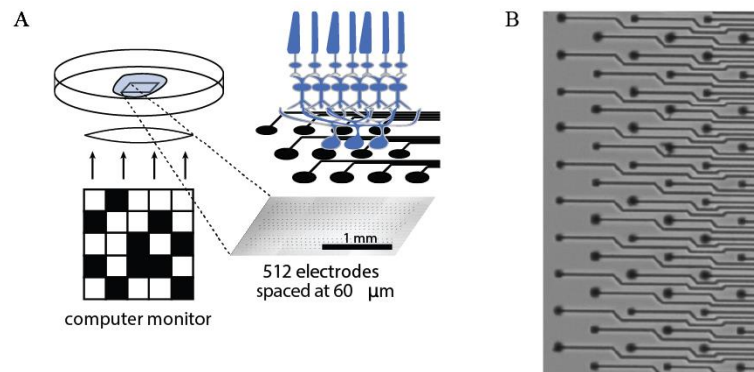 A
B
1 mm
512 electrodes
spaced at 60 μm
computer monitor